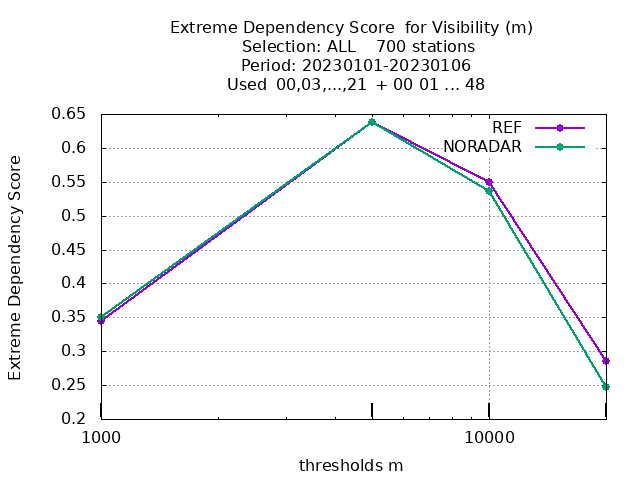 Extreme Dependency Score  for Visibility (m)
Selection: ALL    700 stations
Period: 20230101-20230106
Used  00,03,...,21  + 00 01 ... 48
0.65
0.6
0.55
0.5
0.45
0.4
0.35
0.3
0.25
0.2
Extreme Dependency Score
REF
NORADAR
1000
10000
thresholds m